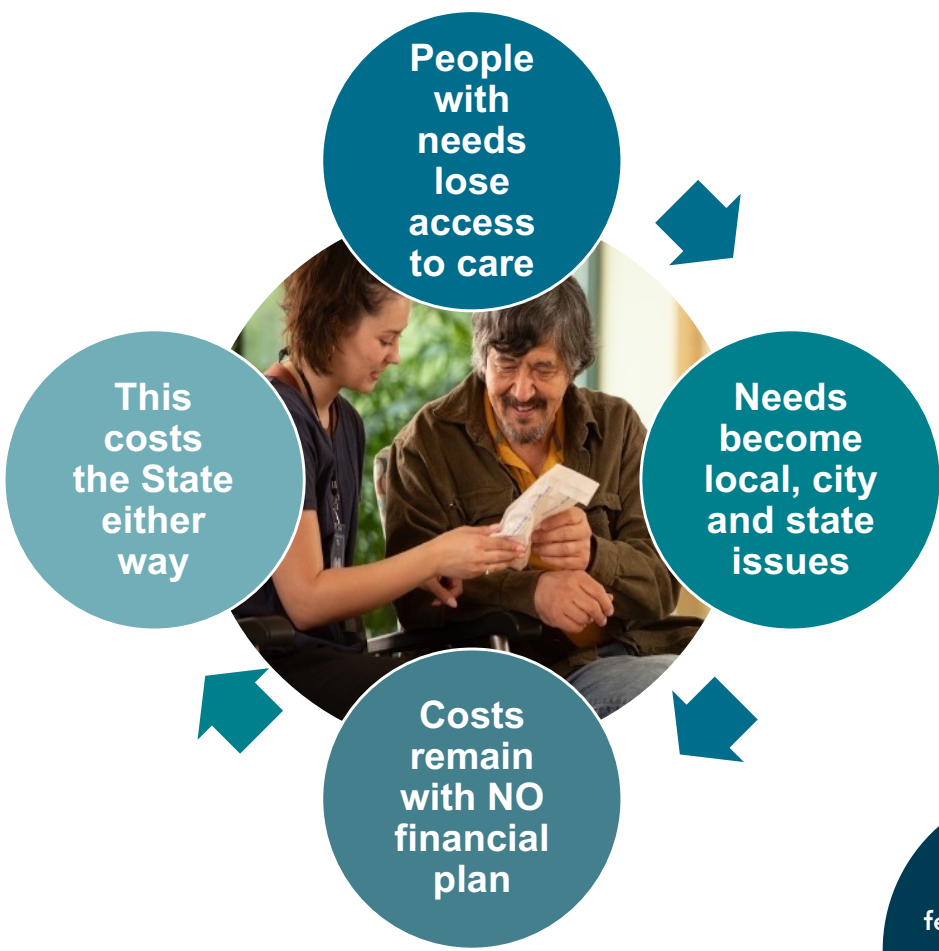 People
with
needs
lose
access
to care
Needs
become
local, city
and state
issues
Costs
remain
with NO
financial
plan
This
costs
the State
either
way